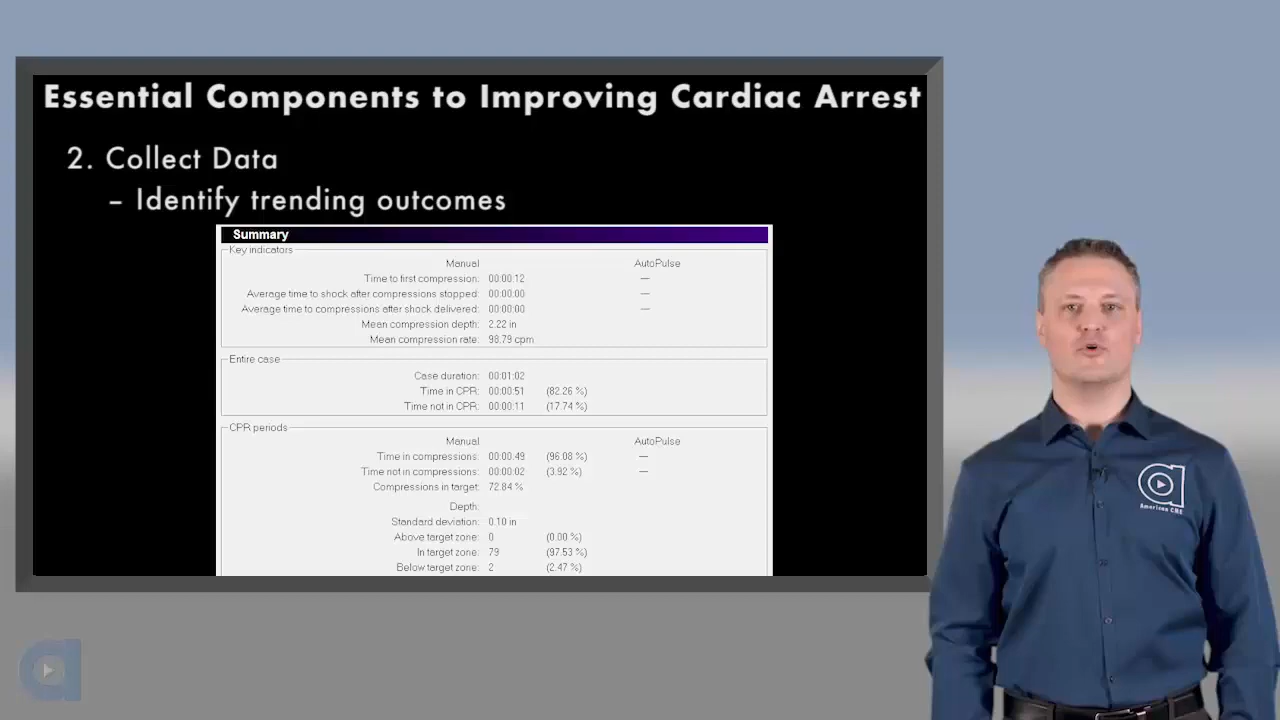 Essential Components to Improving Cardiac Arrest
2. Collect Data
– Identify trending outcomes
Summary
Key indicators
Manual AutoPulse
Time to first compression: 00:00:12 —
Average time to shock after compressions stopped: 00:00:00 —
Average time to compressions after shock delivered: 00:00:00 —
Mean compression depth: 2.22 in
Mean compression rate: 98.79 cpm
Entire case
Case duration: 00:01:02
Time in CPR: 00:00:51 (82.26 %)
Time not in CPR: 00:00:11 (17.74 %)
CPR periods
Manual AutoPulse
Time in compressions: 00:00:49 (96.08 %) —
Time not in compressions: 00:00:02 (3.92 %) —
Compressions in target: 72.84 %
Depth:
Standard deviation: 0.10 in
Above target zone: 0 (0.00 %)
In target zone: 79 (97.53 %)
Below target zone: 2 (2.47 %)
American CME